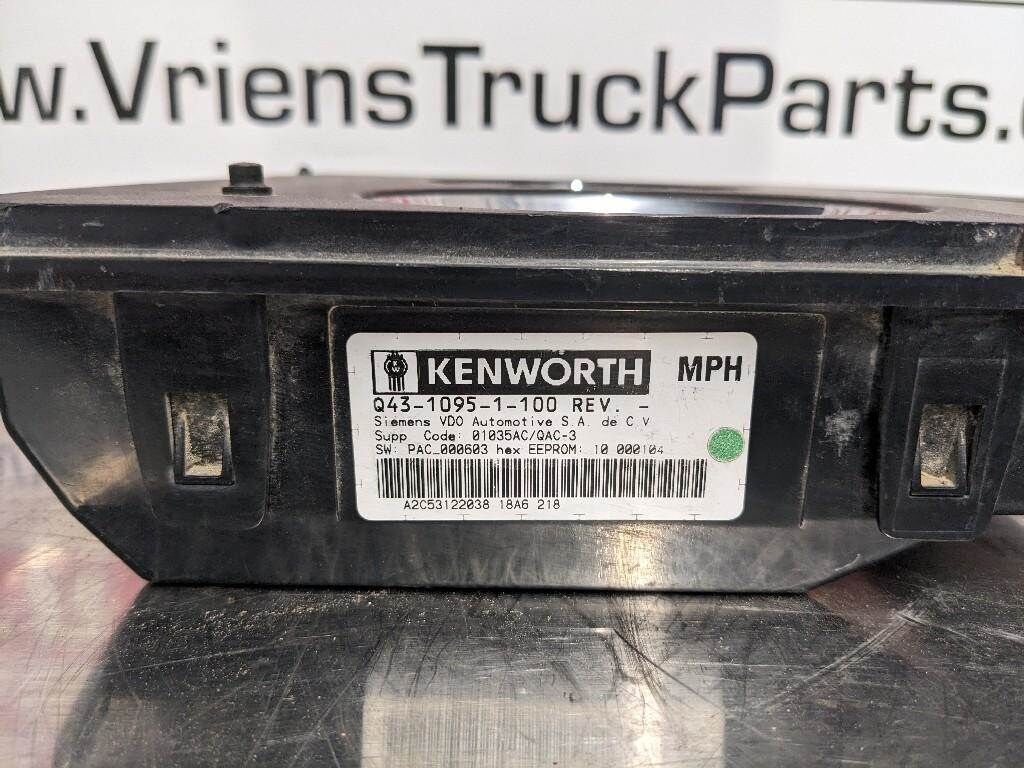 w.VriensTruckParts.c
KW KENWORTH MPH
Q43-1095-1-100 REV. -
Siemens VDO Automotive S.A. de C V
Supp. Code: 01035AC/QAC-3
SW: PAC_000603 hex EEPROM: 10 000104
A2C53122038 18A6 218